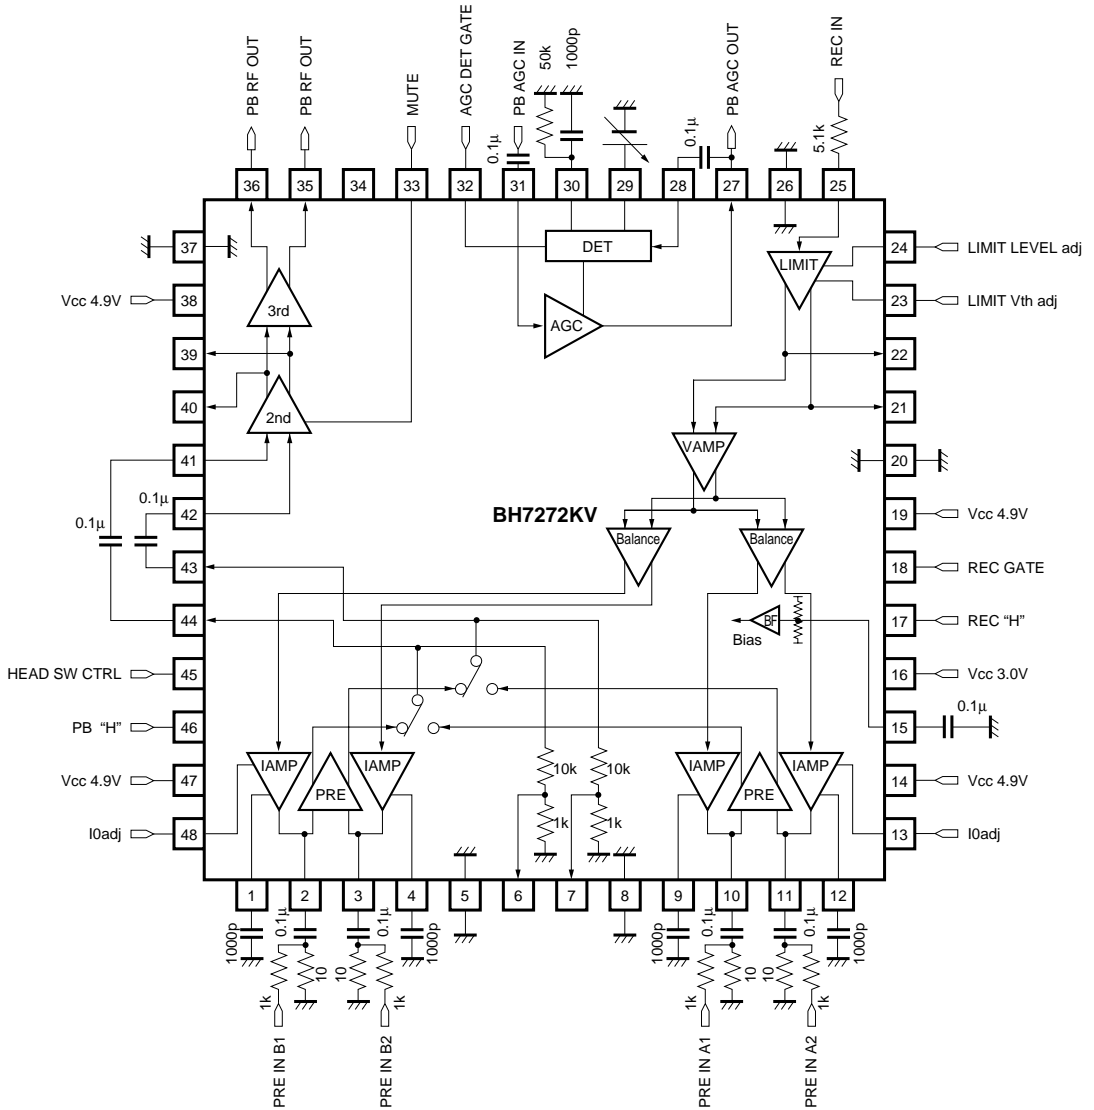 PB RF OUT
PB RF OUT
MUTE
AGC DET GATE
PB AGC IN
0.1μ
50k
1000p
0.1μ
PB AGC OUT
REC IN
5.1k
36
35
34
33
32
31
30
29
28
27
26
25
37
Vcc 4.9V
38
39
40
41
42
43
44
HEAD SW CTRL
45
PB "H"
46
Vcc 4.9V
47
I0adj
48
0.1μ
0.1μ
3rd
2nd
DET
AGC
LIMIT
24
LIMIT LEVEL adj
23
LIMIT Vth adj
22
21
20
19
Vcc 4.9V
18
REC GATE
17
REC “H”
16
Vcc 3.0V
0.1μ
15
14
Vcc 4.9V
13
I0adj
VAMP
BH7272KV
Balance
Balance
BF
Bias
IAMP
PRE
IAMP
10k
10k
1k
1k
IAMP
PRE
IAMP
1
2
3
4
5
6
7
8
9
10
11
12
1000p
0.1μ
0.1μ
1000p
1000p
0.1μ
0.1μ
1000p
1k
10
10
1k
1k
10
10
1k
PRE IN B1
PRE IN B2
PRE IN A1
PRE IN A2